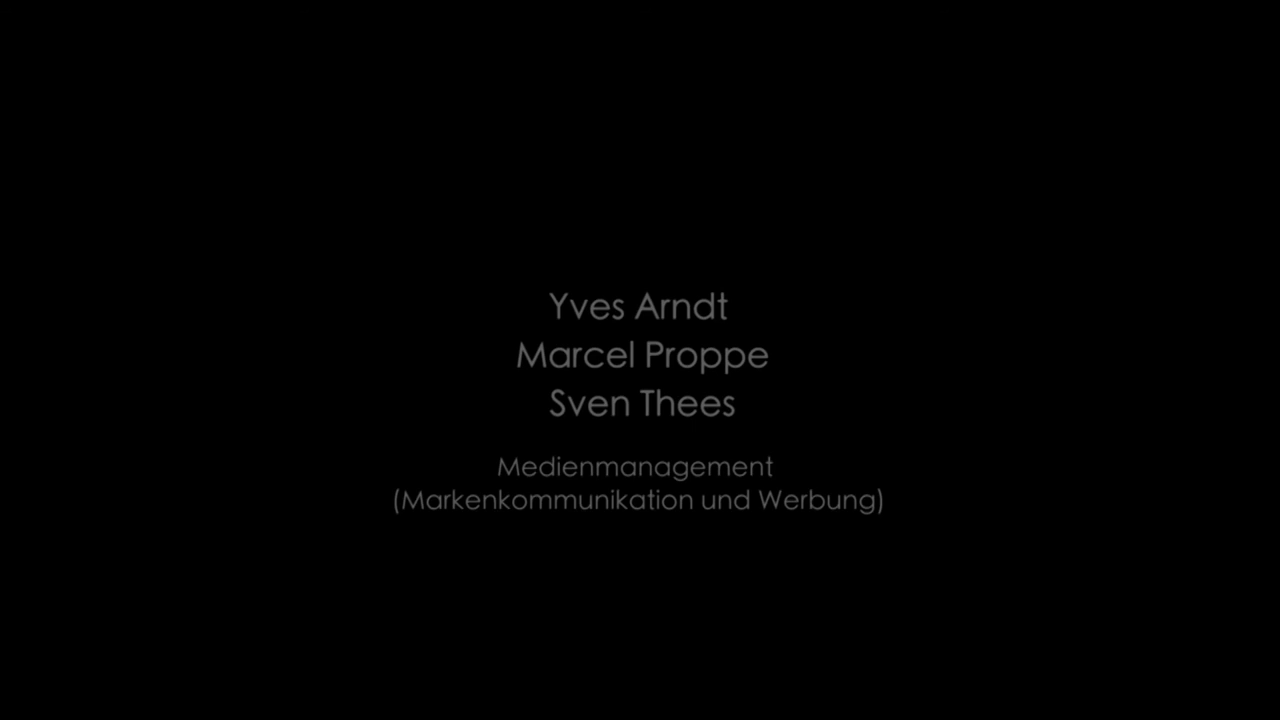 Yves Arndt
Marcel Proppe
Sven Thees
Medienmanagement
(Markenkommunikation und Werbung)